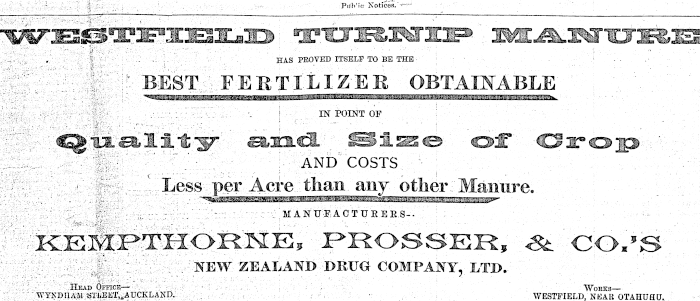 Public Notices.
WESTFIELD TURNIP MANURE
HAS PROVED ITSELF TO BE THE
BEST FERTILIZER OBTAINABLE
IN POINT OF
Quality and Size of Crop
AND COSTS
Less per Acre than any other Manure.
MANUFACTURERS--
KEMPTHORNE, PROSSER, & CO.'S
NEW ZEALAND DRUG COMPANY, LTD.
HEAD OFFICE—
WYNDHAM STREET, AUCKLAND.
WORKS—
WESTFIELD, NEAR OTAHUHU.